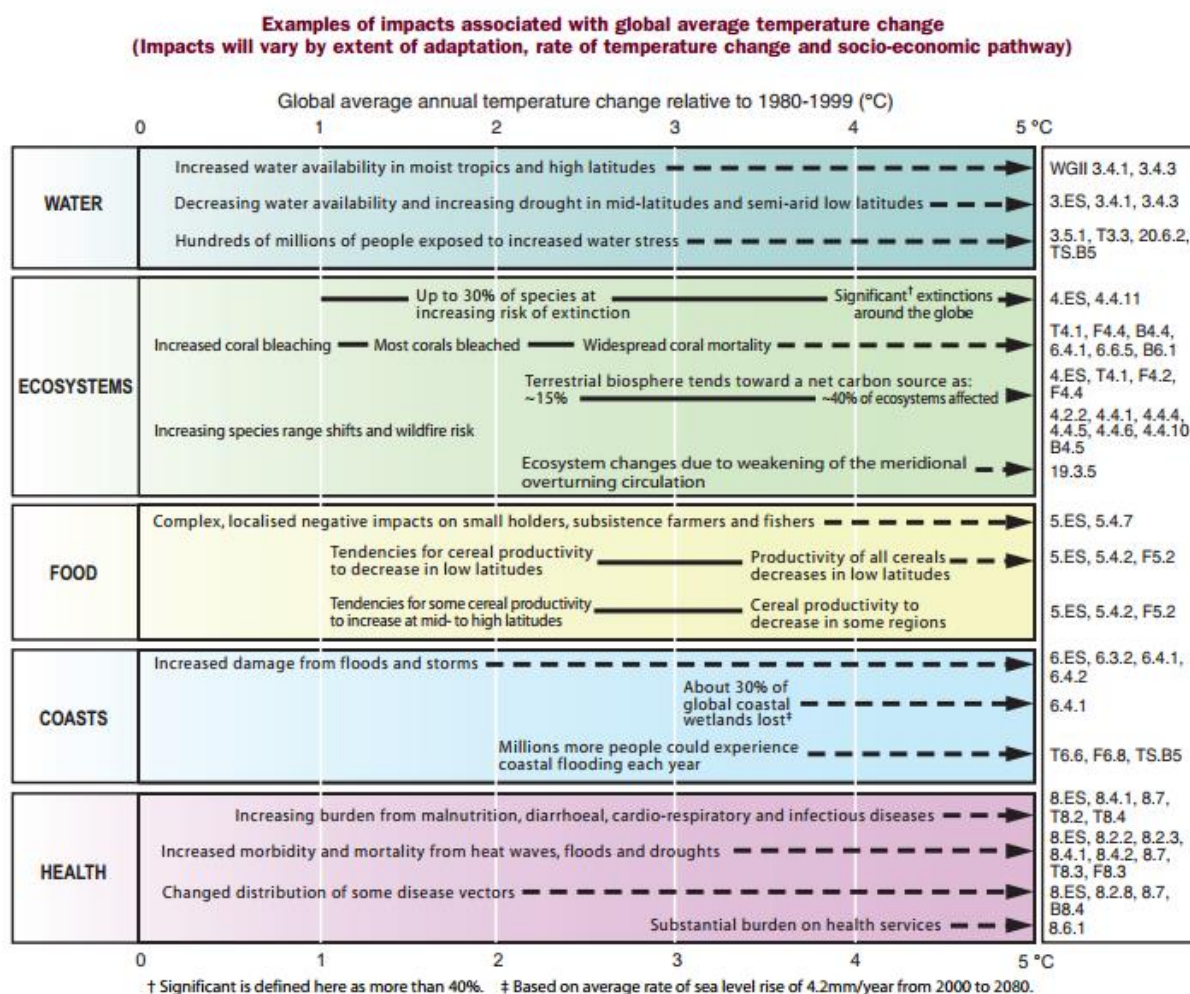 Examples of impacts associated with global average temperature change
(Impacts will vary by extent of adaptation, rate of temperature change and socio-economic pathway)
Global average annual temperature change relative to 1980-1999 (°C)
0 1 2 3 4 5 °C
WATER
Increased water availability in moist tropics and high latitudes
WGII 3.4.1, 3.4.3
Decreasing water availability and increasing drought in mid-latitudes and semi-arid low latitudes
3.ES, 3.4.1, 3.4.3
Hundreds of millions of people exposed to increased water stress
3.5.1, T3.3, 20.6.2,
TS.B5
ECOSYSTEMS
Up to 30% of species at
increasing risk of extinction
Significant† extinctions
around the globe
4.ES, 4.4.11
Increased coral bleaching Most corals bleached Widespread coral mortality
T4.1, F4.4, B4.4,
6.4.1, 6.6.5, B6.1
Terrestrial biosphere tends toward a net carbon source as:
~15% ~40% of ecosystems affected
4.ES, T4.1, F4.2,
F4.4
Increasing species range shifts and wildfire risk
4.2.2, 4.4.1, 4.4.4,
4.4.5, 4.4.6, 4.4.10,
B4.5
Ecosystem changes due to weakening of the meridional
overturning circulation
19.3.5
FOOD
Complex, localised negative impacts on small holders, subsistence farmers and fishers
5.ES, 5.4.7
Tendencies for cereal productivity
to decrease in low latitudes
Productivity of all cereals
decreases in low latitudes
5.ES, 5.4.2, F5.2
Tendencies for some cereal productivity
to increase at mid- to high latitudes
Cereal productivity to
decrease in some regions
5.ES, 5.4.2, F5.2
COASTS
Increased damage from floods and storms
6.ES, 6.3.2, 6.4.1,
6.4.2
About 30% of
global coastal
wetlands lost‡
6.4.1
Millions more people could experience
coastal flooding each year
T6.6, F6.8, TS.B5
HEALTH
Increasing burden from malnutrition, diarrhoeal, cardio-respiratory and infectious diseases
8.ES, 8.4.1, 8.7,
T8.2, T8.4
Increased morbidity and mortality from heat waves, floods and droughts
8.ES, 8.2.2, 8.2.3,
8.4.1, 8.4.2, 8.7,
T8.3, F8.3
Changed distribution of some disease vectors
8.ES, 8.2.8, 8.7,
B8.4
Substantial burden on health services
8.6.1
0 1 2 3 4 5 °C
† Significant is defined here as more than 40%. ‡ Based on average rate of sea level rise of 4.2mm/year from 2000 to 2080.